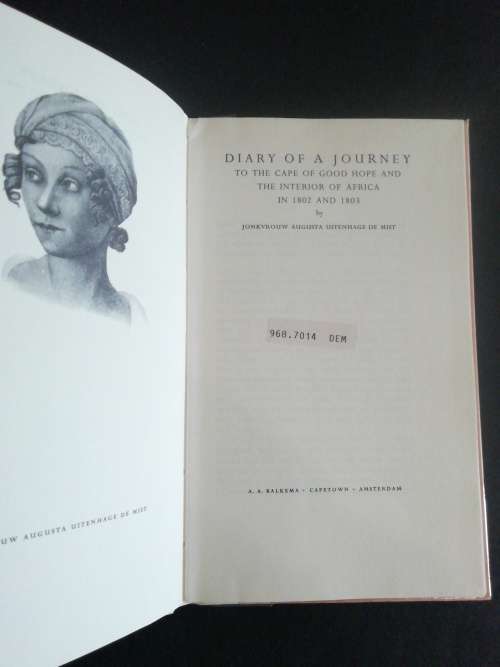 UW AUGUSTA UITENHAGE DE MIST
DIARY OF A JOURNEY
TO THE CAPE OF GOOD HOPE AND
THE INTERIOR OF AFRICA
IN 1802 AND 1803
by
JONKVROUW AUGUSTA UITENHAGE DE MIST
968.7014 DEM
A. A. BALKEMA · CAPETOWN · AMSTERDAM